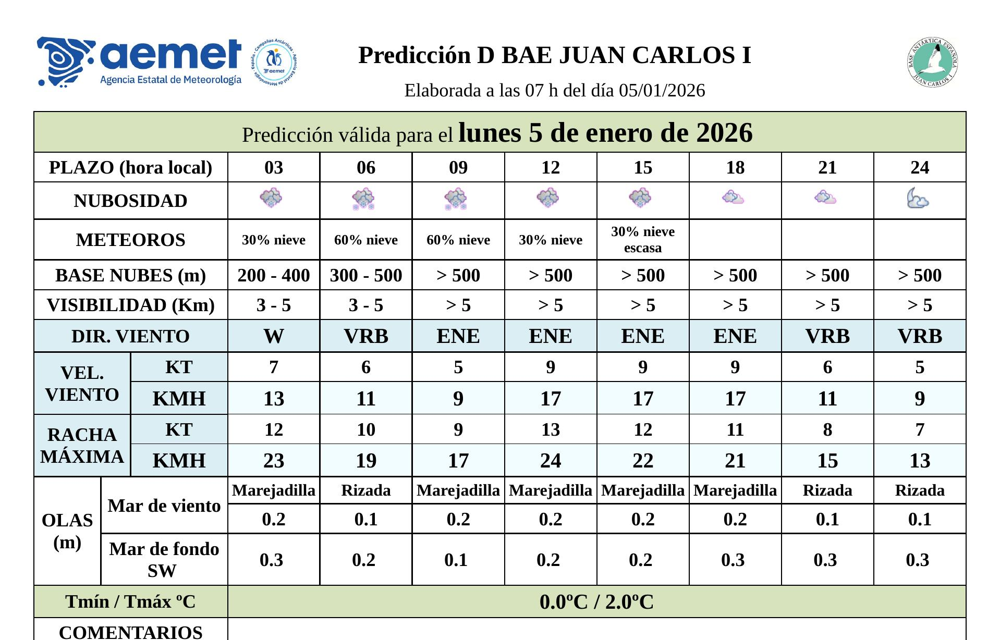 aemet
Agencia Estatal de Meteorología
Campañas Antárticas · Agencia Estatal de Meteorología · España ·
aemet
Predicción D BAE JUAN CARLOS I
Elaborada a las 07 h del día 05/01/2026
BASE ANTÁRTICA ESPAÑOLA
JUAN CARLOS I
Predicción válida para el lunes 5 de enero de 2026
PLAZO (hora local) 03 06 09 12 15 18 21 24
NUBOSIDAD
METEOROS 30% nieve 60% nieve 60% nieve 30% nieve 30% nieve escasa
BASE NUBES (m) 200 - 400 300 - 500 > 500 > 500 > 500 > 500 > 500 > 500
VISIBILIDAD (Km) 3 - 5 3 - 5 > 5 > 5 > 5 > 5 > 5 > 5
DIR. VIENTO W VRB ENE ENE ENE ENE VRB VRB
VEL. VIENTO
KT 7 6 5 9 9 9 6 5
KMH 13 11 9 17 17 17 11 9
RACHA MÁXIMA
KT 12 10 9 13 12 11 8 7
KMH 23 19 17 24 22 21 15 13
OLAS (m)
Mar de viento
Marejadilla Rizada Marejadilla Marejadilla Marejadilla Marejadilla Rizada Rizada
0.2 0.1 0.2 0.2 0.2 0.2 0.1 0.1
Mar de fondo SW 0.3 0.2 0.1 0.2 0.2 0.3 0.3 0.3
Tmín / Tmáx ºC 0.0ºC / 2.0ºC
COMENTARIOS